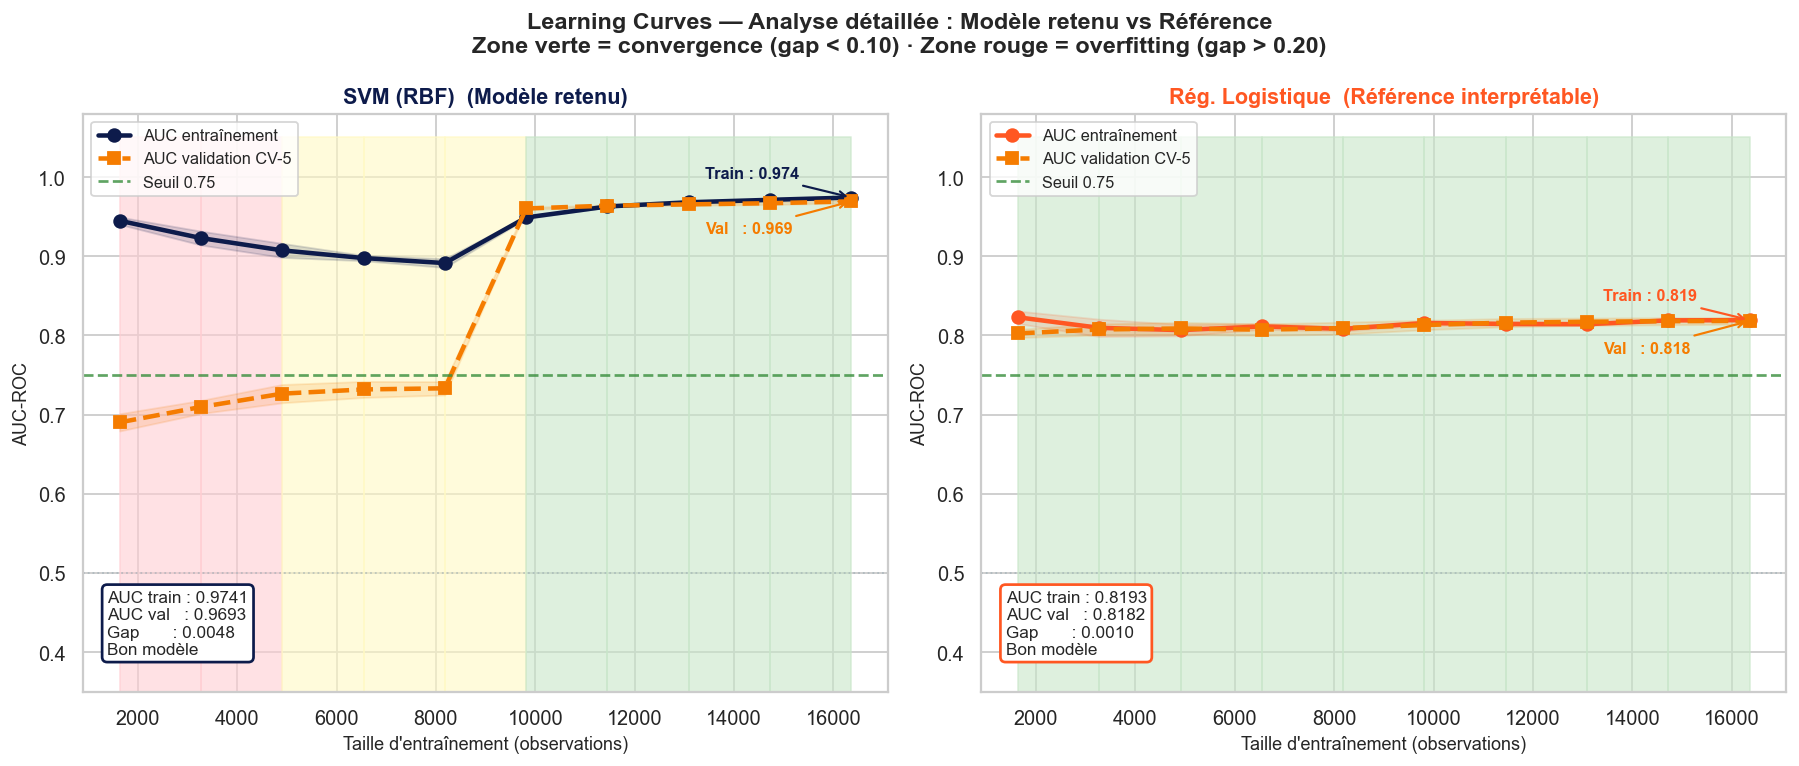 Learning Curves — Analyse détaillée : Modèle retenu vs Référence
Zone verte = convergence (gap < 0.10) · Zone rouge = overfitting (gap > 0.20)
SVM (RBF)  (Modèle retenu)
AUC entraînement
AUC validation CV-5
Seuil 0.75
Train : 0.974
Val : 0.969
AUC train : 0.9741
AUC val : 0.9693
Gap : 0.0048
Bon modèle
AUC-ROC
1.0
0.9
0.8
0.7
0.6
0.5
0.4
2000 4000 6000 8000 10000 12000 14000 16000
Taille d'entraînement (observations)
Rég. Logistique  (Référence interprétable)
AUC entraînement
AUC validation CV-5
Seuil 0.75
Train : 0.819
Val : 0.818
AUC train : 0.8193
AUC val : 0.8182
Gap : 0.0010
Bon modèle
AUC-ROC
1.0
0.9
0.8
0.7
0.6
0.5
0.4
2000 4000 6000 8000 10000 12000 14000 16000
Taille d'entraînement (observations)